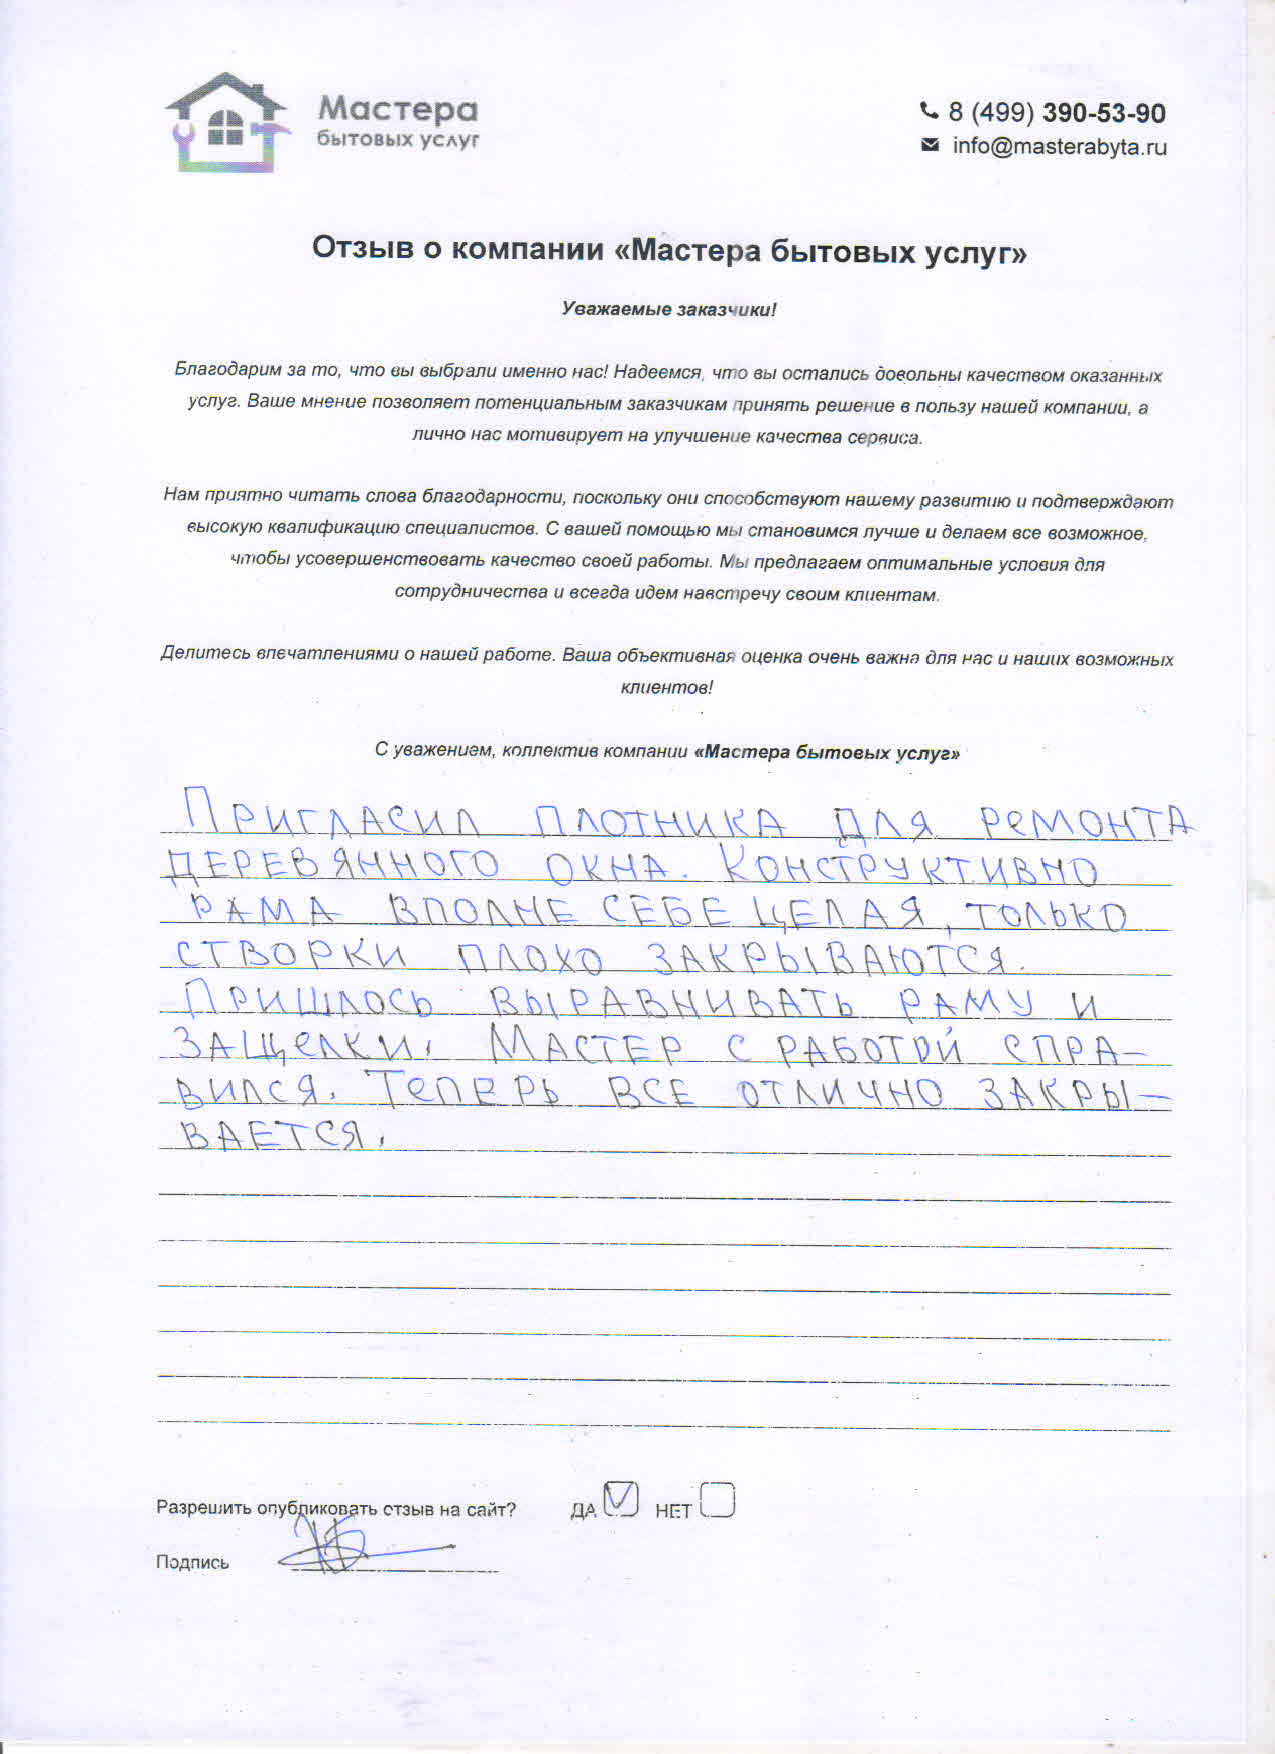 Мастера
бытовых услуг
8 (499) 390-53-90
info@masterabyta.ru
Отзыв о компании «Мастера бытовых услуг»
Уважаемые заказчики!
Благодарим за то, что вы выбрали именно нас! Надеемся, что вы остались довольны качеством оказанных
услуг. Ваше мнение позволяет потенциальным заказчикам принять решение в пользу нашей компании, а
лично нас мотивирует на улучшение качества сервиса.
Нам приятно читать слова благодарности, поскольку они способствуют нашему развитию и подтверждают
высокую квалификацию специалистов. С вашей помощью мы становимся лучше и делаем все возможное,
чтобы усовершенствовать качество своей работы. Мы предлагаем оптимальные условия для
сотрудничества и всегда идем навстречу своим клиентам.
Делитесь впечатлениями о нашей работе. Ваша объективная оценка очень важна для нас и наших возможных
клиентов!
С уважением, коллектив компании «Мастера бытовых услуг»
Пригласил плотника для ремонта
деревянного окна. Конструктивно
рама вполне себе целая, только
створки плохо закрываются.
Пришлось выравнивать раму и
защелки. Мастер с работой спра-
вился. Теперь все отлично закры-
вается.
Разрешить опубликовать отзыв на сайт? ДА НЕТ
Подпись